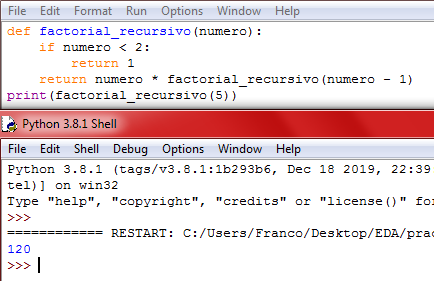 File Edit Format Run Options Window Help
def factorial_recursivo(numero):
    if numero < 2:
        return 1
    return numero * factorial_recursivo(numero - 1)
print(factorial_recursivo(5))
Python 3.8.1 Shell
File Edit Shell Debug Options Window Help
Python 3.8.1 (tags/v3.8.1:1b293b6, Dec 18 2019, 22:39
tel)] on win32
Type "help", "copyright", "credits" or "license()" fo
>>>
============ RESTART: C:/Users/Franco/Desktop/EDA/prac
120
>>>